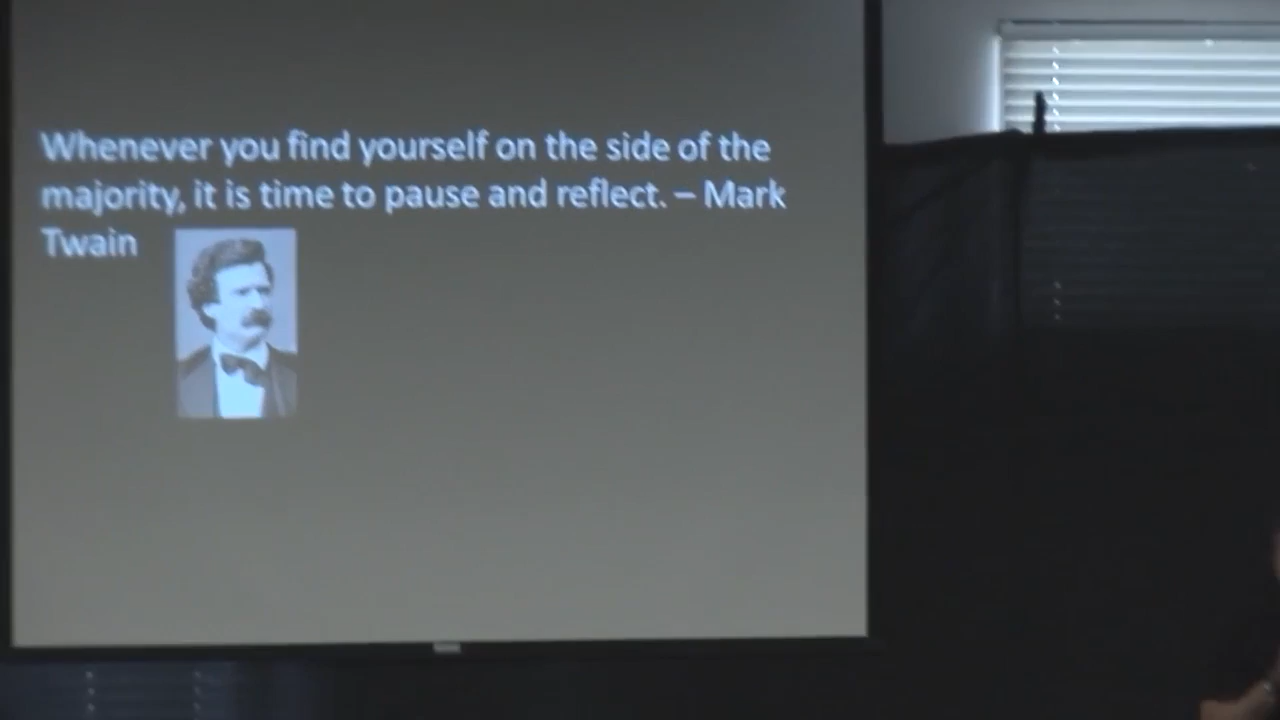 Whenever you find yourself on the side of the
majority, it is time to pause and reflect. – Mark
Twain